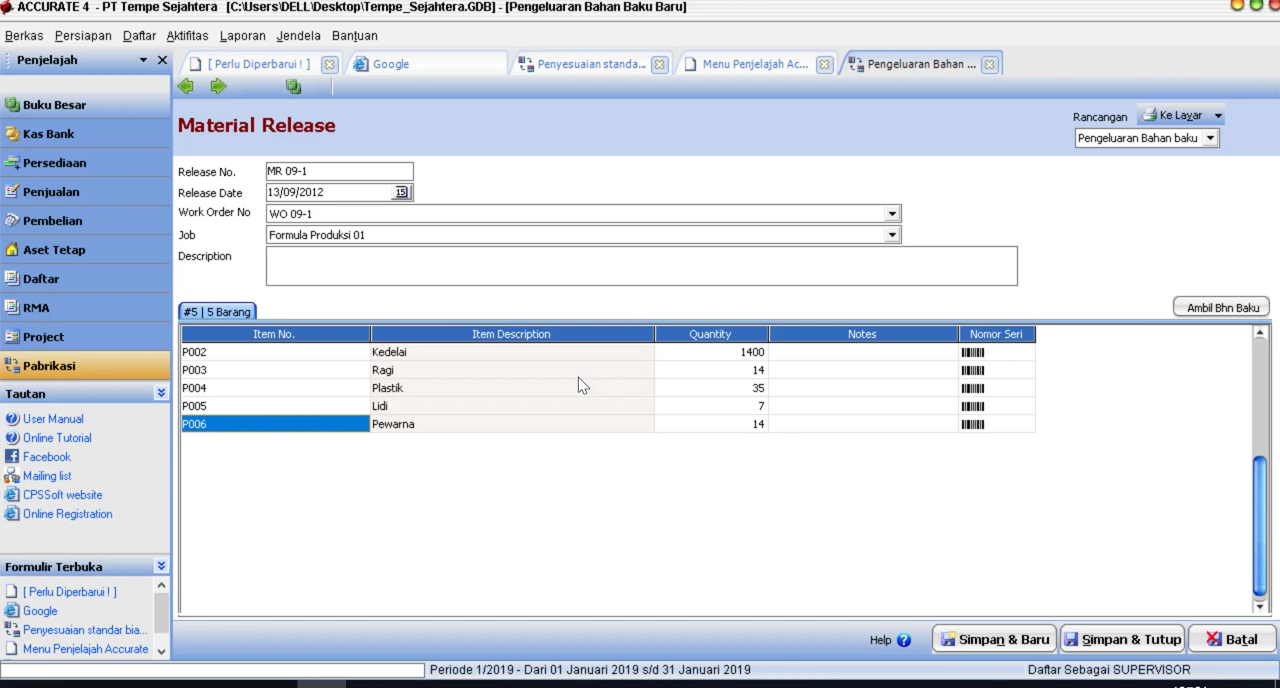 ACCURATE 4 - PT Tempe Sejahtera [C:\Users\DELL\Desktop\Tempe_Sejahtera.GDB] - [Pengeluaran Bahan Baku Baru]
Berkas Persiapan Daftar Aktifitas Laporan Jendela Bantuan
Penjelajah
[ Perlu Diperbarui ! ] Google Penyesuaian standa... Menu Penjelajah Ac... Pengeluaran Bahan ...
Buku Besar
Kas Bank
Persediaan
Penjualan
Pembelian
Aset Tetap
Daftar
RMA
Project
Pabrikasi
Tautan
User Manual
Online Tutorial
Facebook
Mailing list
CPSSoft website
Online Registration
Formulir Terbuka
[ Perlu Diperbarui ! ]
Google
Penyesuaian standar bia...
Menu Penjelajah Accurate
Material Release
Rancangan Ke Layar
Pengeluaran Bahan baku
Release No. MR 09-1
Release Date 13/09/2012 15
Work Order No WO 09-1
Job Formula Produksi 01
Description
#5 | 5 Barang
Ambil Bhn Baku
Item No. Item Description Quantity Notes Nomor Seri
P002 Kedelai 1400
P003 Ragi 14
P004 Plastik 35
P005 Lidi 7
P006 Pewarna 14
Help Simpan & Baru Simpan & Tutup Batal
Periode 1/2019 - Dari 01 Januari 2019 s/d 31 Januari 2019 Daftar Sebagai SUPERVISOR